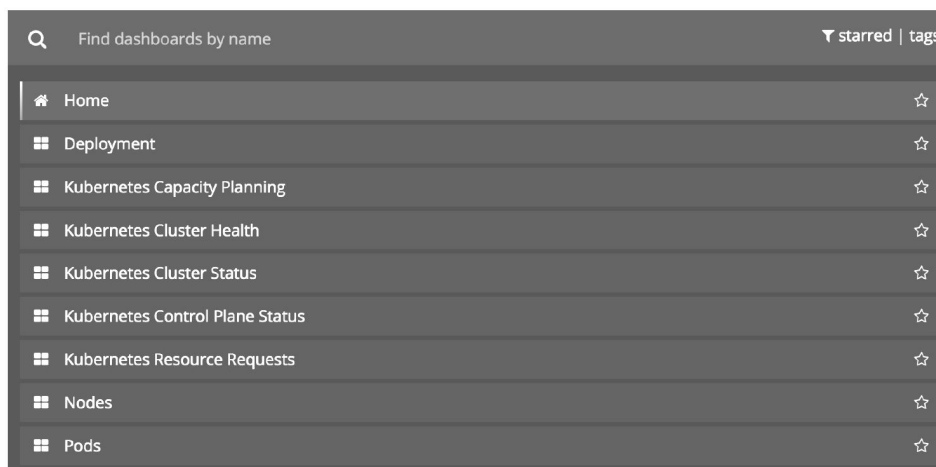 Find dashboards by name
starred | tags
Home
Deployment
Kubernetes Capacity Planning
Kubernetes Cluster Health
Kubernetes Cluster Status
Kubernetes Control Plane Status
Kubernetes Resource Requests
Nodes
Pods